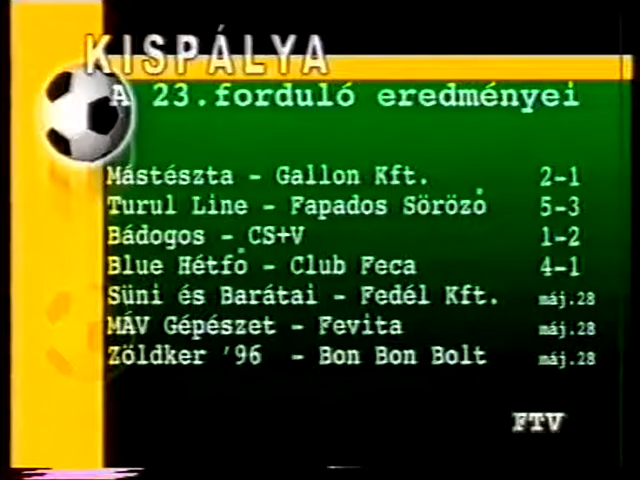 KISPÁLYA
A 23.forduló eredményei
Mástészta - Gallon Kft. 2-1
Turul Line - Fapados Söröző 5-3
Bádogos - CS+V 1-2
Blue Hétfő - Club Feca 4-1
Süni és Barátai - Fedél Kft. máj.28
MÁV Gépészet - Fevita máj.28
Zöldker '96 - Bon Bon Bolt máj.28
FTV